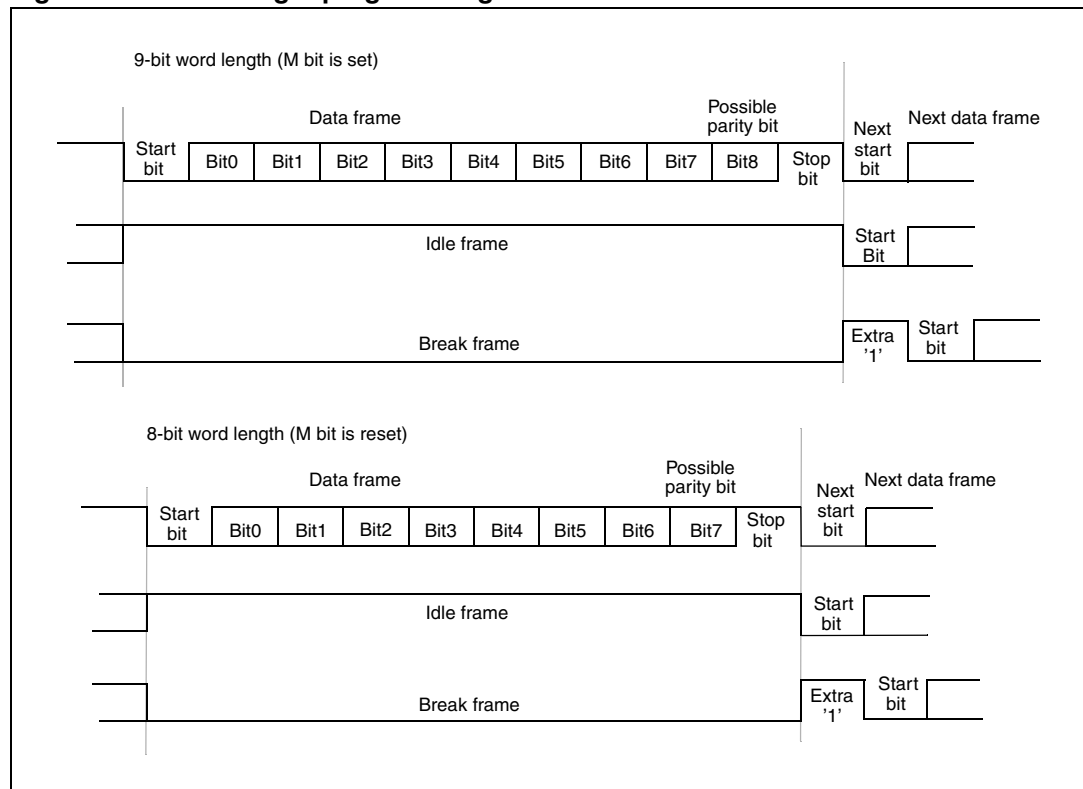 9-bit word length (M bit is set)
Data frame
Possible
parity bit
Next
start
bit
Next data frame
Start
bit
Bit0
Bit1
Bit2
Bit3
Bit4
Bit5
Bit6
Bit7
Bit8
Stop
bit
Idle frame
Start
Bit
Break frame
Extra
'1'
Start
bit
8-bit word length (M bit is reset)
Data frame
Possible
parity bit
Next
start
bit
Next data frame
Start
bit
Bit0
Bit1
Bit2
Bit3
Bit4
Bit5
Bit6
Bit7
Stop
bit
Idle frame
Start
bit
Break frame
Extra
'1'
Start
bit